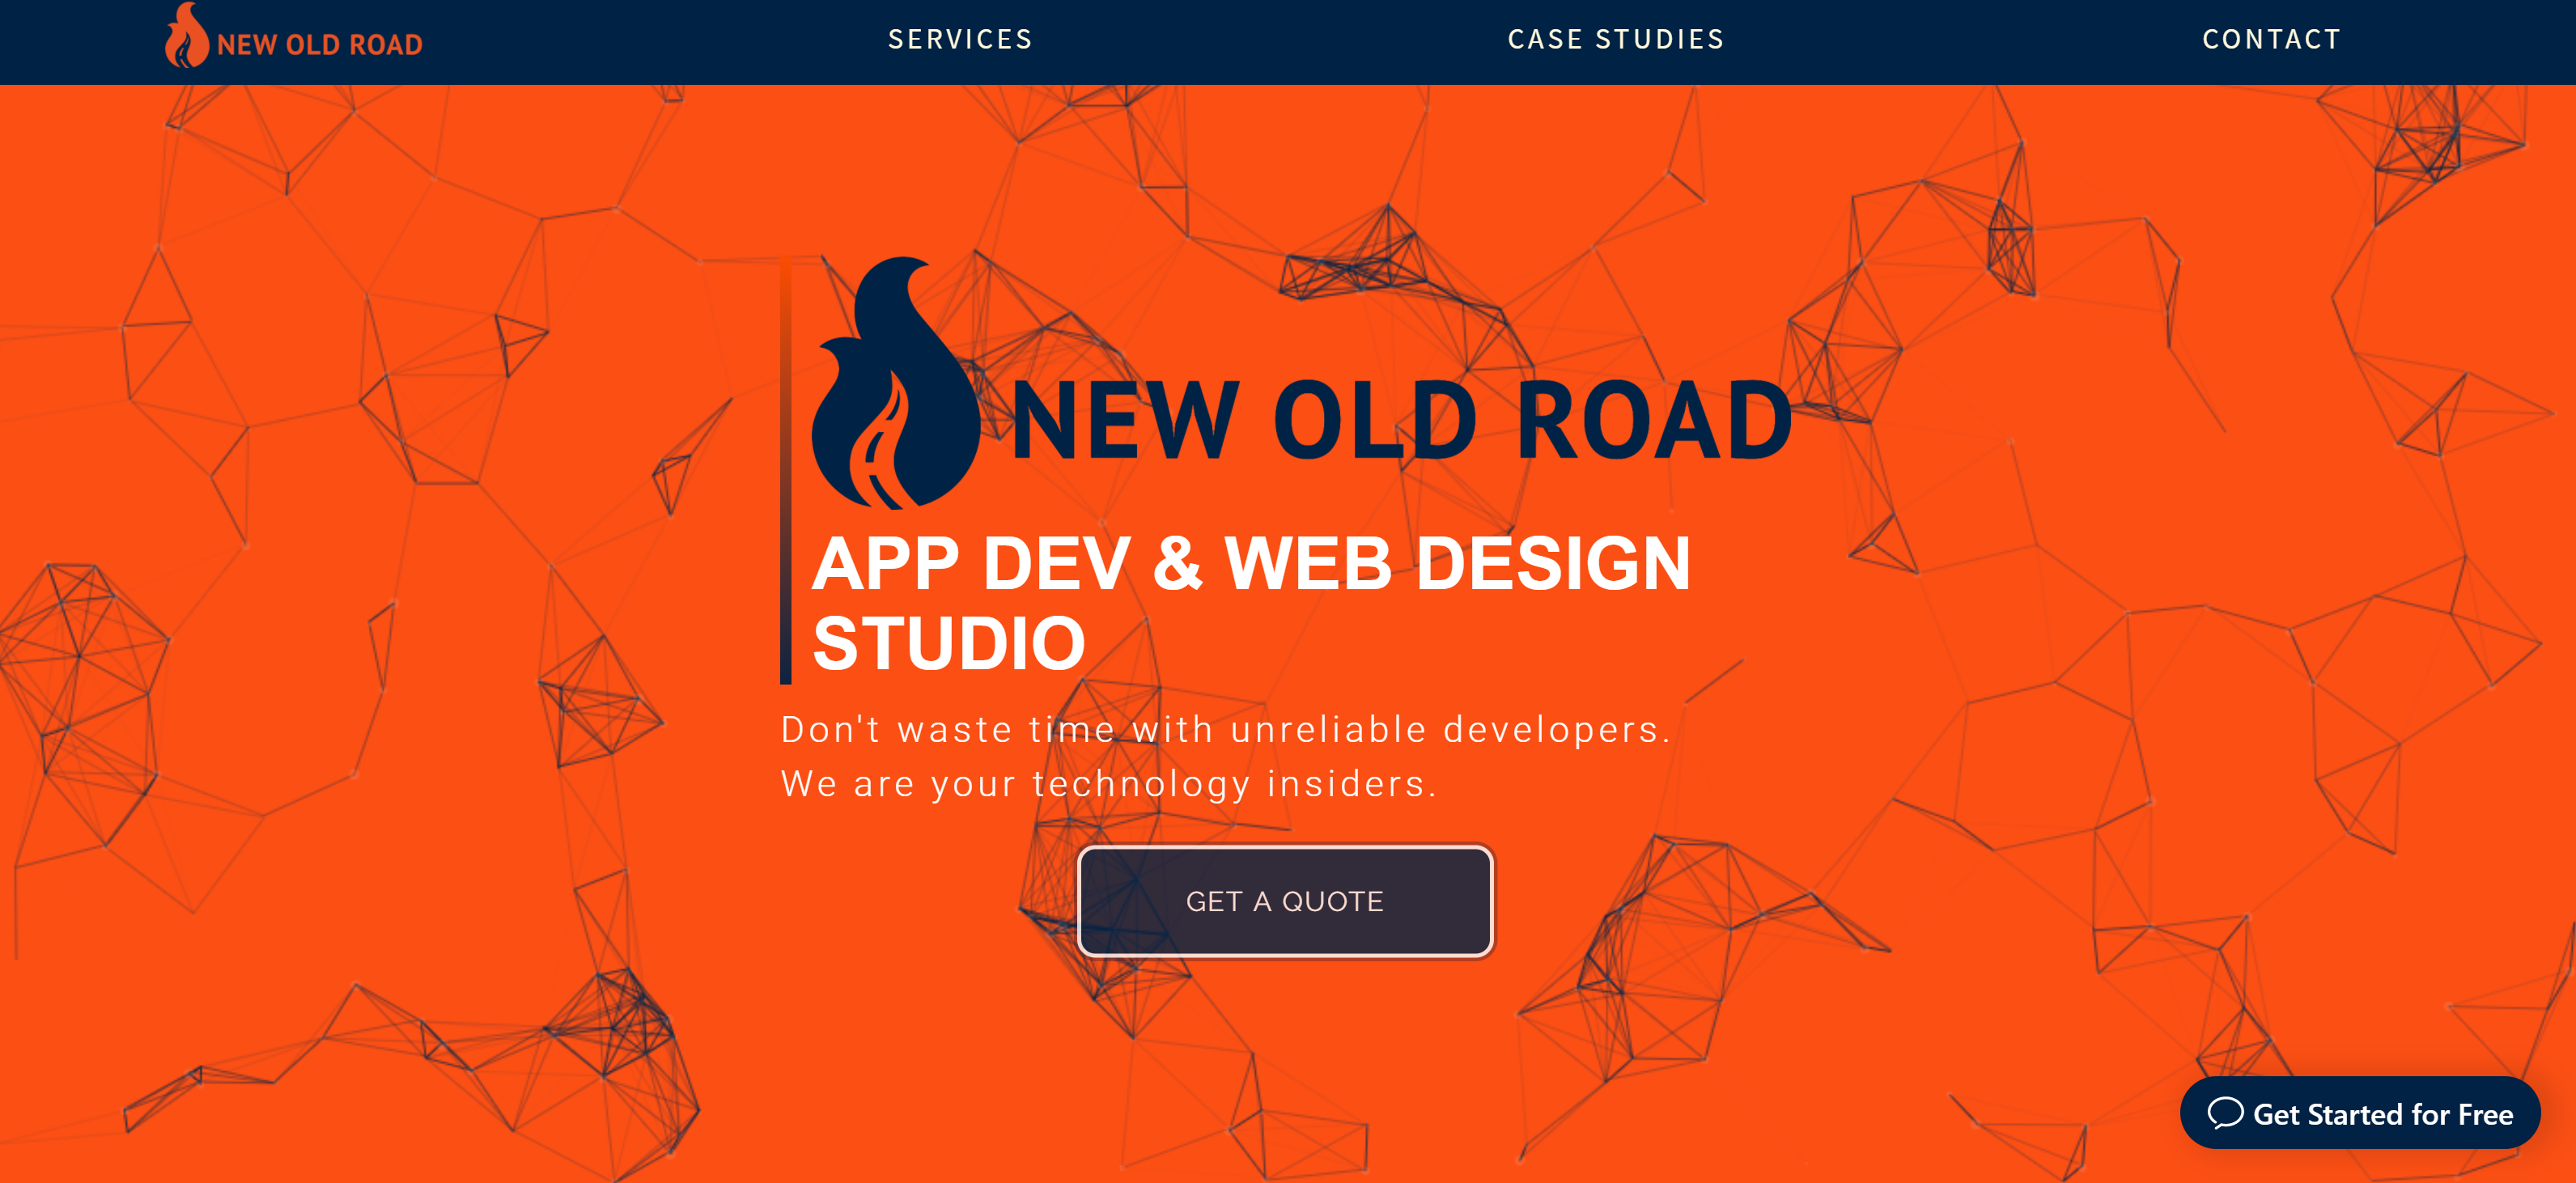 NEW OLD ROAD
SERVICES
CASE STUDIES
CONTACT
NEW OLD ROAD
APP DEV & WEB DESIGN
STUDIO
Don't waste time with unreliable developers.
We are your technology insiders.
GET A QUOTE
Get Started for Free